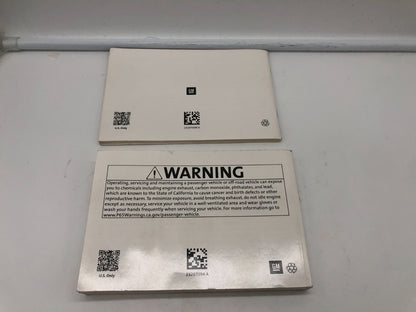 GM
U.S. Only
WARNING
Operating, servicing and maintaining a passenger vehicle or off-road vehicle can expose
you to chemicals including engine exhaust, carbon monoxide, phthalates, and lead,
which are known to the State of California to cause cancer and birth defects or other
reproductive harm. To minimize exposure, avoid breathing exhaust, do not idle engine
except as necessary, service your vehicle in a well-ventilated area and wear gloves or
wash your hands frequently when servicing your vehicle. For more information go to
www.P65Warnings.ca.gov/passenger-vehicle.
U.S. Only
GM